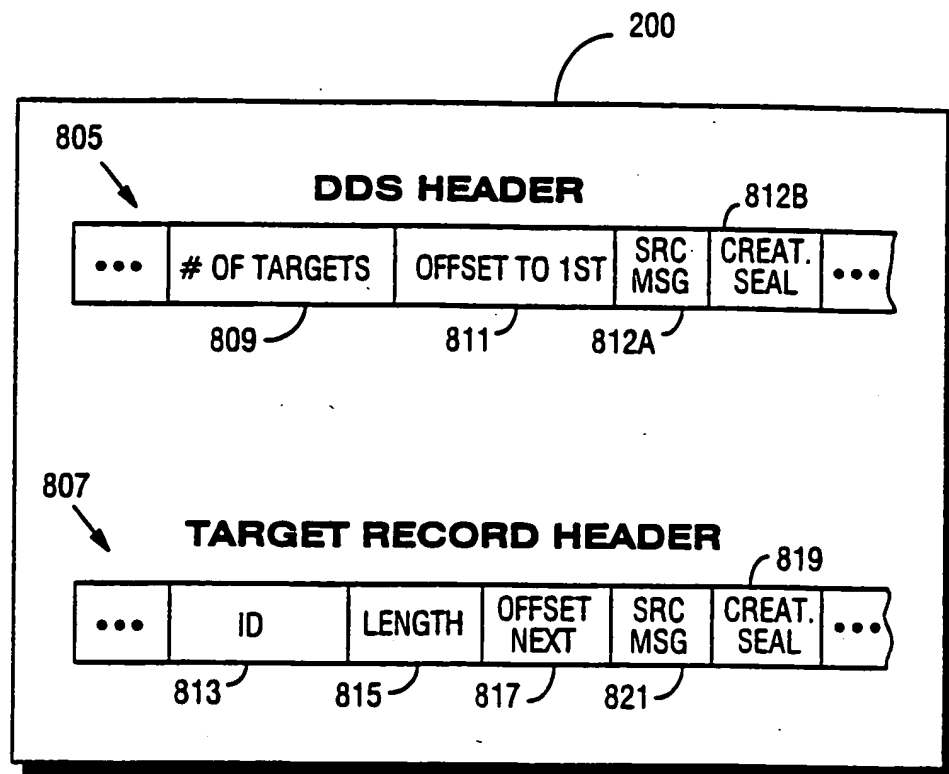 200
805
DDS HEADER
812B
••• # OF TARGETS OFFSET TO 1ST SRC MSG CREAT. SEAL •••
809 811 812A
807
TARGET RECORD HEADER
819
••• ID LENGTH OFFSET NEXT SRC MSG CREAT. SEAL •••
813 815 817 821